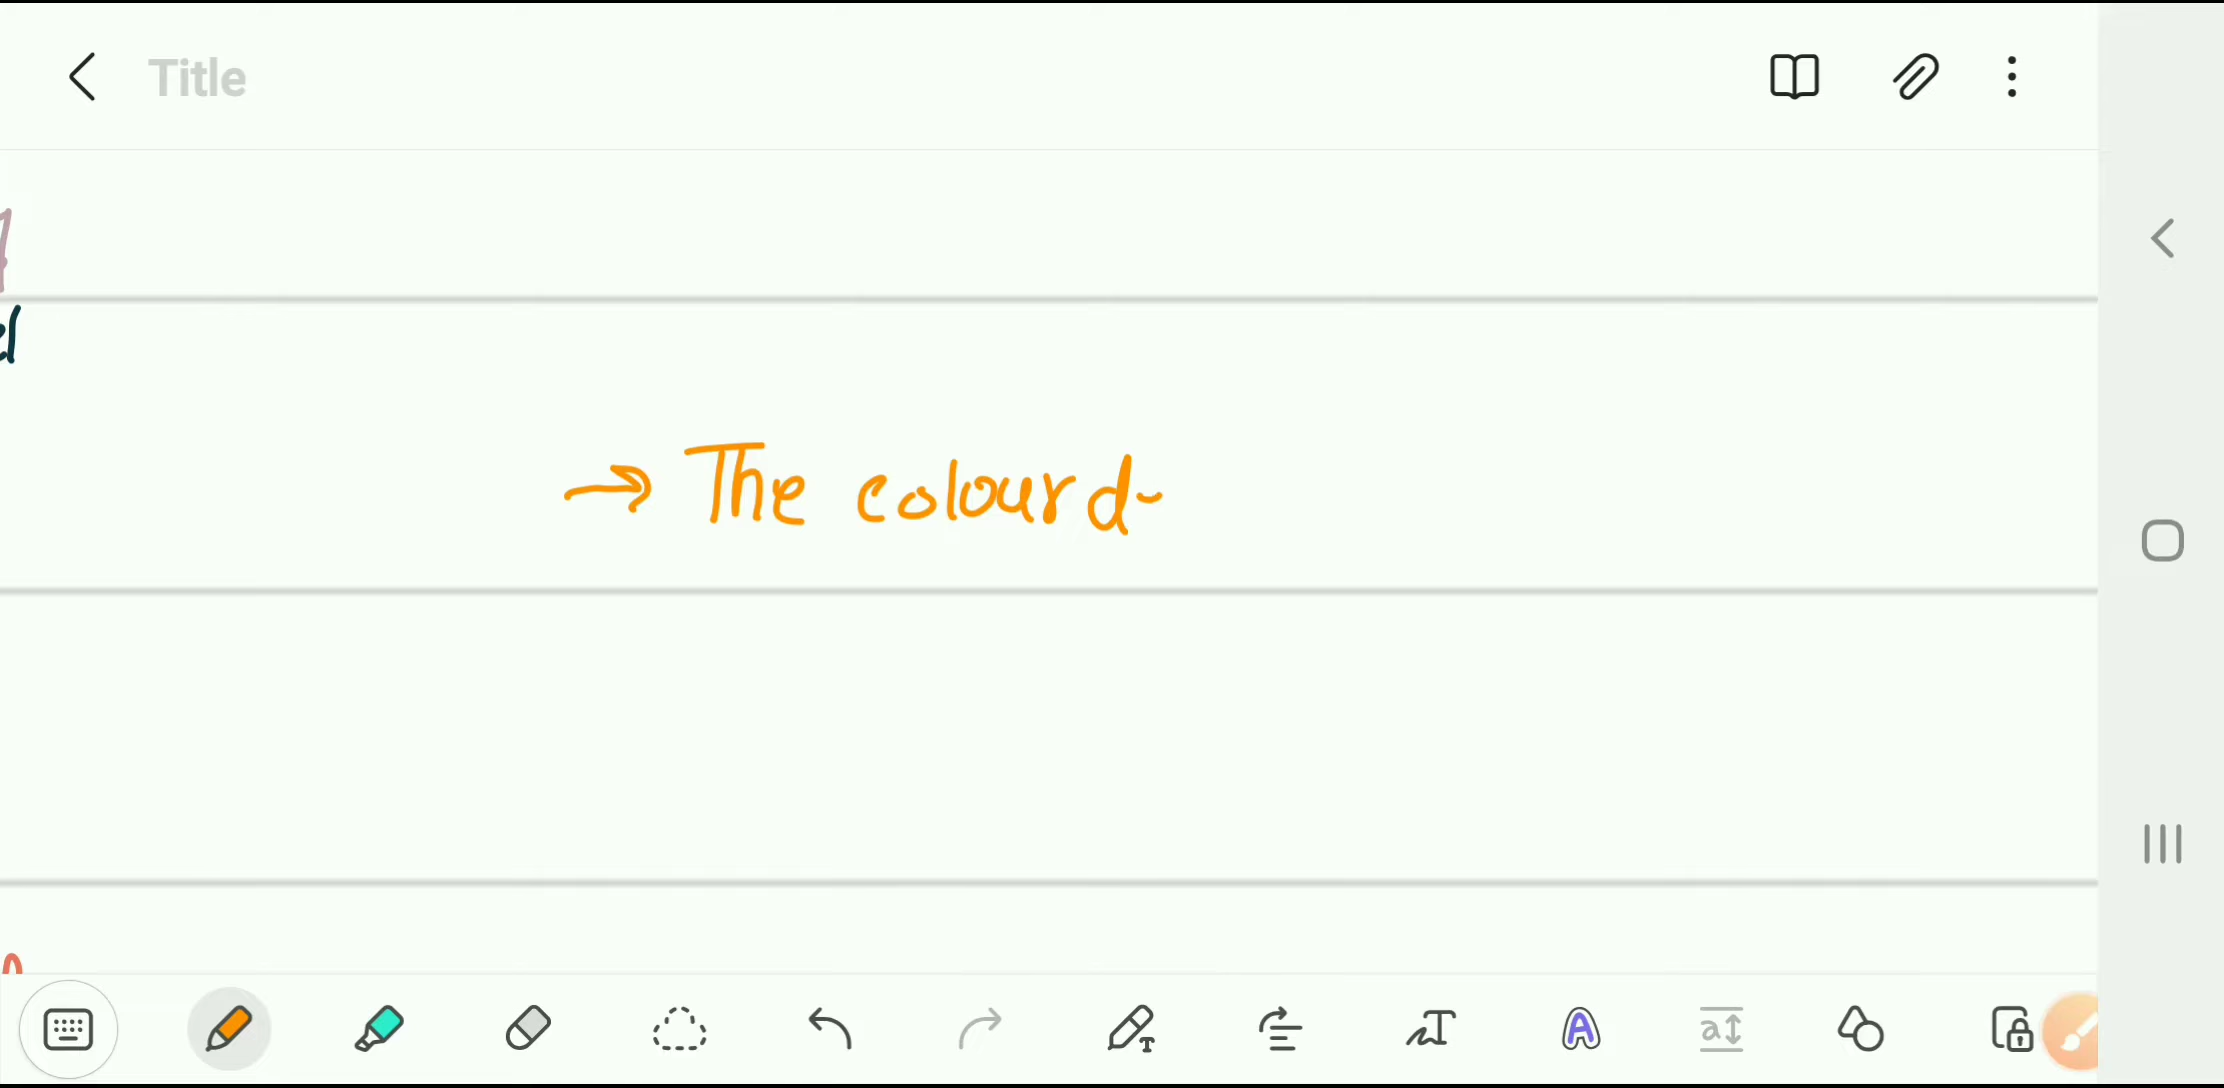 Title
→ The colourd-